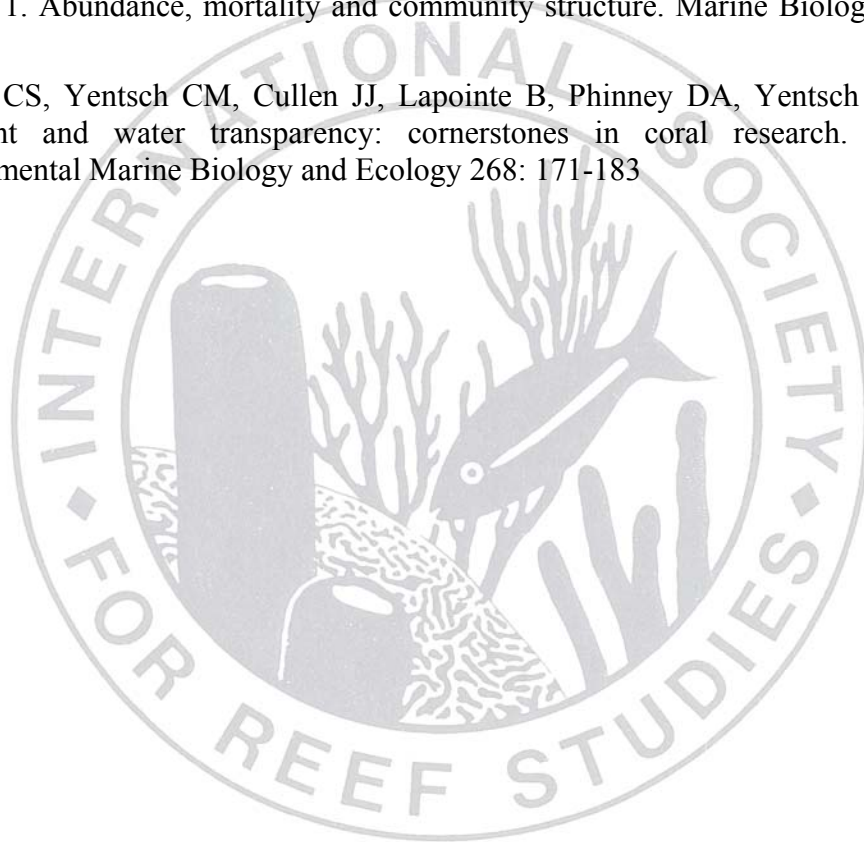 1. Abundance, mortality and community structure. Marine Biolog
CS, Yentsch CM, Cullen JJ, Lapointe B, Phinney DA, Yentsch
nt and water transparency: cornerstones in coral research.
mental Marine Biology and Ecology 268: 171-183
INTERNATIONAL SOCIETY
FOR REEF STUDIES